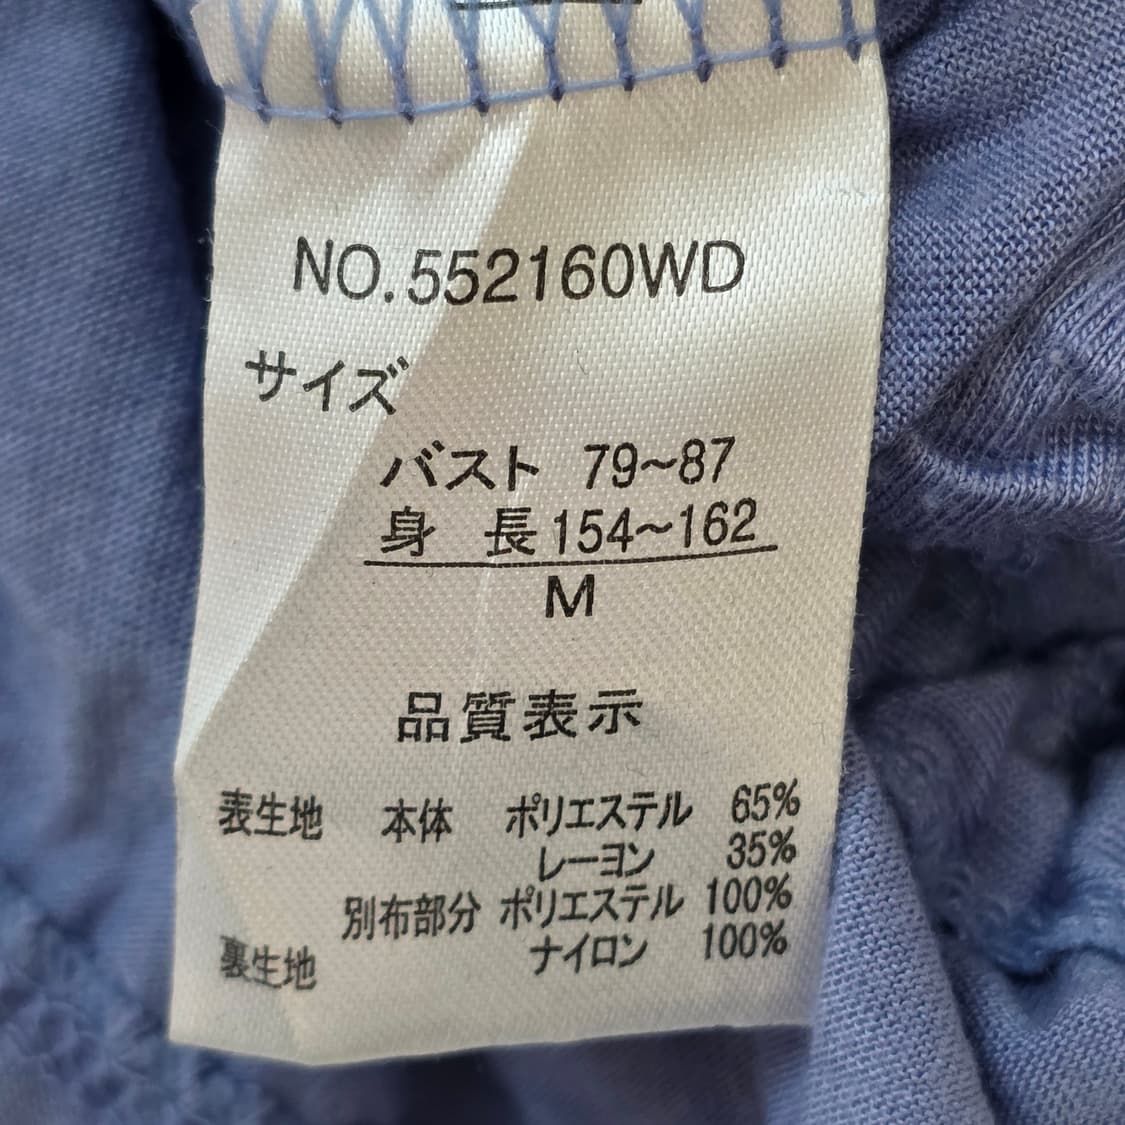 NO.552160WD
サイズ
バスト 79~87
身 長 154~162
M
品質表示
表生地 本体 ポリエステル 65%
レーヨン 35%
別布部分 ポリエステル 100%
裏生地 ナイロン 100%